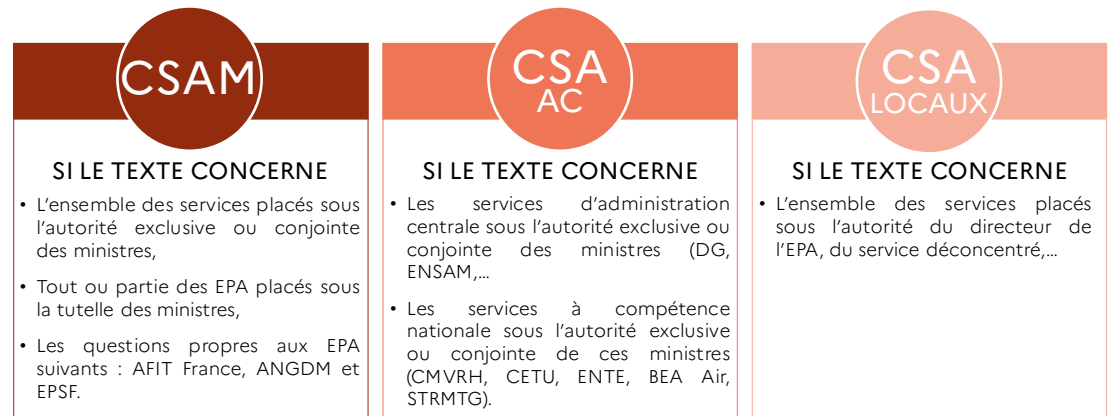 CSAM
SI LE TEXTE CONCERNE
• L'ensemble des services placés sous
l'autorité exclusive ou conjointe
des ministres,
• Tout ou partie des EPA placés sous
la tutelle des ministres,
• Les questions propres aux EPA
suivants : AFIT France, ANGDM et
EPSF.
CSA
AC
SI LE TEXTE CONCERNE
• Les services d'administration
centrale sous l'autorité exclusive ou
conjointe des ministres (DG,
ENSAM,…
• Les services à compétence
nationale sous l'autorité exclusive
ou conjointe de ces ministres
(CMVRH, CETU, ENTE, BEA Air,
STRMTG).
CSA
LOCAUX
SI LE TEXTE CONCERNE
• L'ensemble des services placés
sous l'autorité du directeur de
l'EPA, du service déconcentré,…